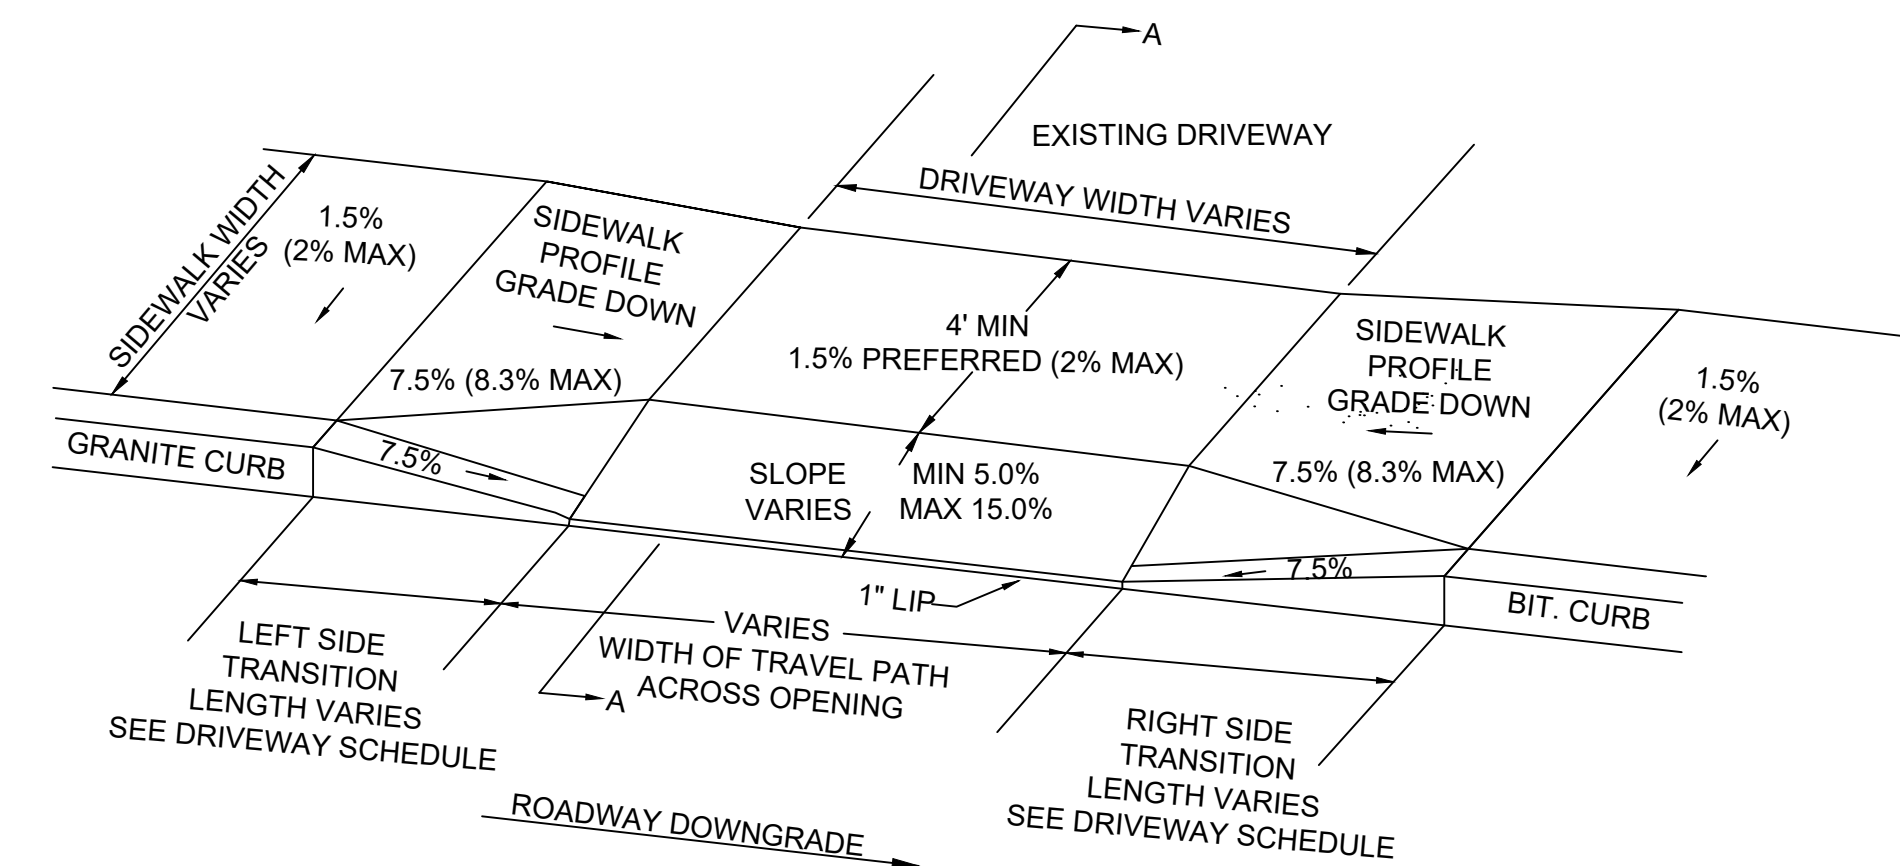 A
EXISTING DRIVEWAY
DRIVEWAY WIDTH VARIES
SIDEWALK WIDTH
VARIES
1.5%
(2% MAX)
SIDEWALK
PROFILE
GRADE DOWN
7.5% (8.3% MAX)
4' MIN
1.5% PREFERRED (2% MAX)
SIDEWALK
PROFILE
GRADE DOWN
7.5% (8.3% MAX)
1.5%
(2% MAX)
GRANITE CURB
7.5%
SLOPE
VARIES
MIN 5.0%
MAX 15.0%
7.5%
BIT. CURB
1" LIP
LEFT SIDE
TRANSITION
LENGTH VARIES
SEE DRIVEWAY SCHEDULE
VARIES
WIDTH OF TRAVEL PATH
ACROSS OPENING
A
RIGHT SIDE
TRANSITION
LENGTH VARIES
SEE DRIVEWAY SCHEDULE
ROADWAY DOWNGRADE